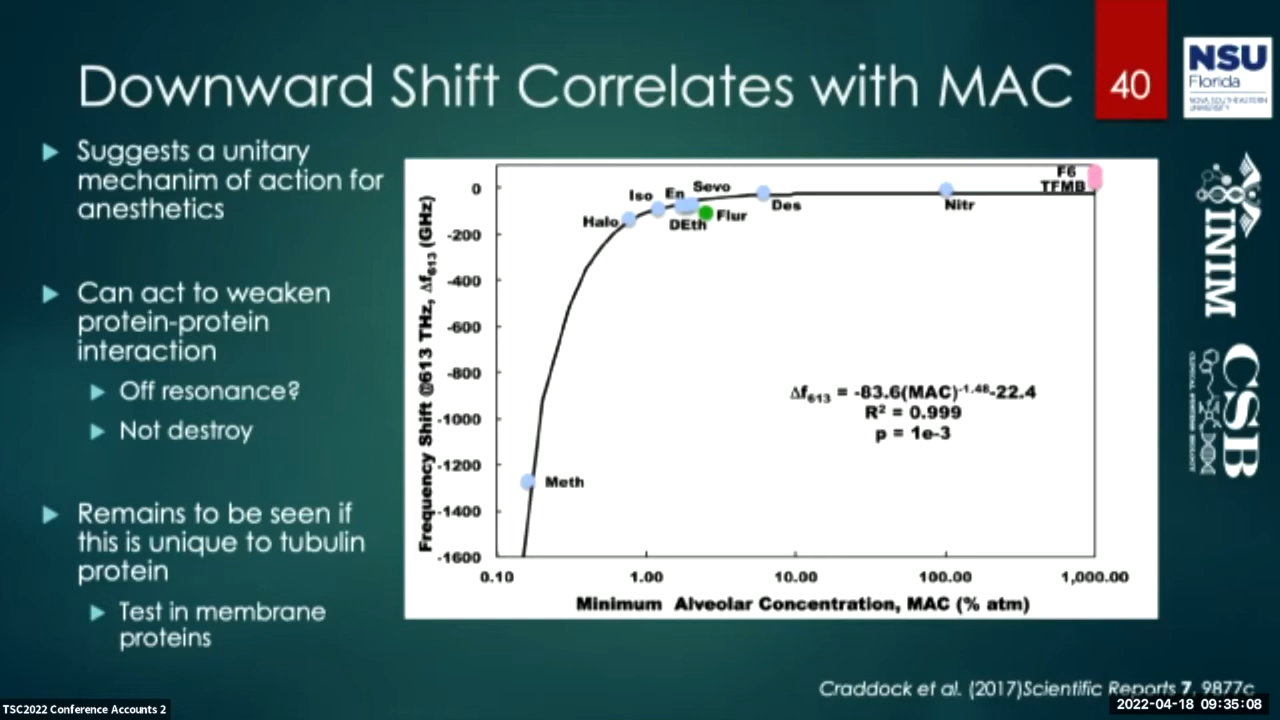 Downward Shift Correlates with MAC
40
NSU
Florida
NOVA SOUTHEASTERN
UNIVERSITY
Suggests a unitary
mechanim of action for
anesthetics
Can act to weaken
protein-protein
interaction
Off resonance?
Not destroy
Remains to be seen if
this is unique to tubulin
protein
Test in membrane
proteins
Frequency Shift @613 THz, Δf613 (GHz)
0
-200
-400
-600
-800
-1000
-1200
-1400
-1600
Halo
Iso
En
Sevo
DEth
Flur
Des
Nitr
F6
TFMB
Meth
Δf613 = -83.6(MAC)-1.48-22.4
R2 = 0.999
p = 1e-3
0.10
1.00
10.00
100.00
1,000.00
Minimum Alveolar Concentration, MAC (% atm)
INIM
CSB
CLINICAL SYSTEMS BIOLOGY
Craddock et al. (2017)Scientific Reports 7, 9877c
TSC2022 Conference Accounts 2
2022-04-18 09:35:08